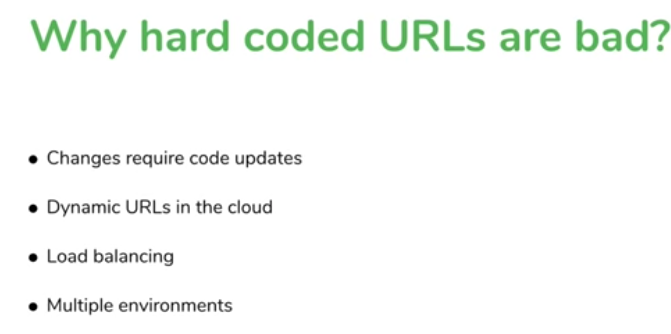 Why hard coded URLs are bad?
• Changes require code updates
• Dynamic URLs in the cloud
• Load balancing
• Multiple environments